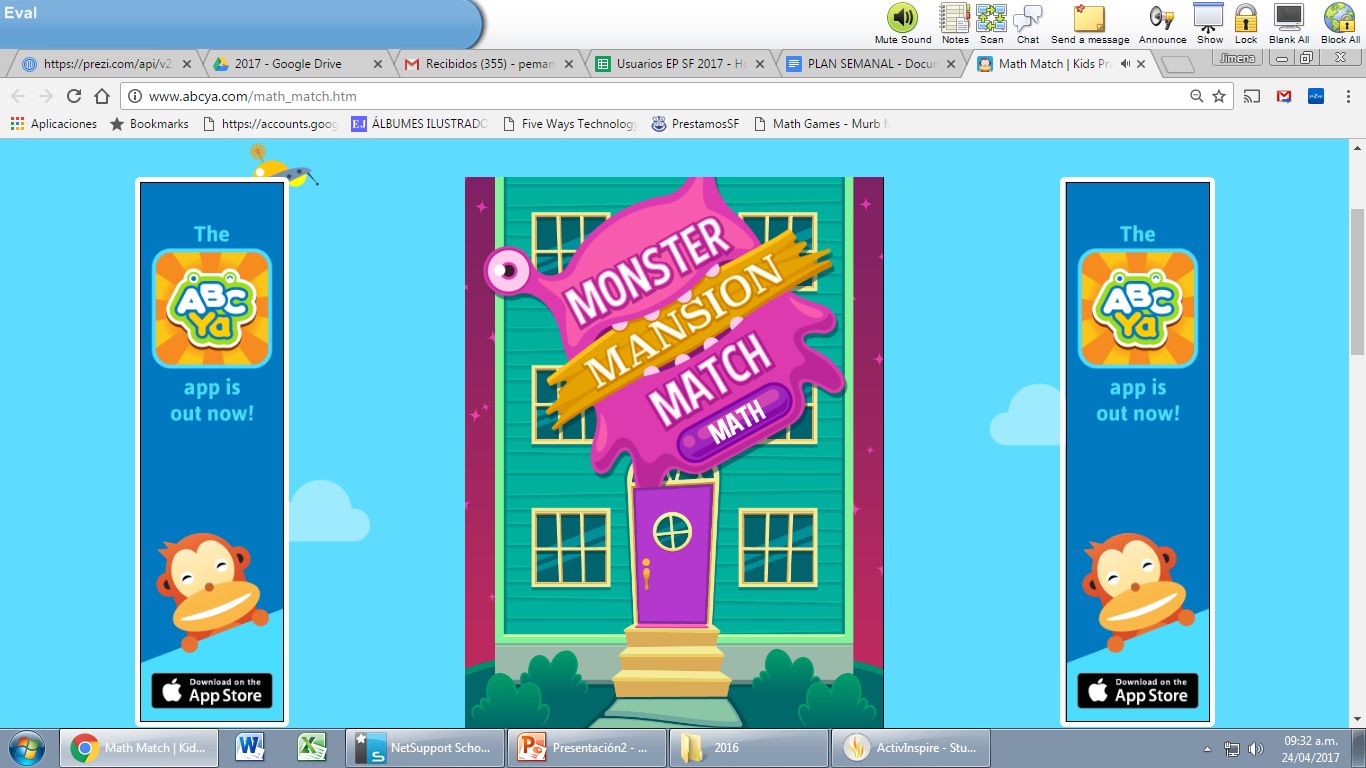 Eval
Mute Sound Notes Scan Chat Send a message Announce Show Lock Blank All Block All
https://prezi.com/api/v2 2017 - Google Drive Recibidos (355) - peman Usuarios EP SF 2017 - Ho PLAN SEMANAL - Docum Math Match | Kids Pra Jimena
www.abcya.com/math_match.htm
Aplicaciones Bookmarks https://accounts.goog EJ ÁLBUMES ILUSTRADO Five Ways Technology PrestamosSF Math Games - Murb M
The
ABC
Ya
app is
out now!
Download on the
App Store
MONSTER
MANSION
MATCH
MATH
The
ABC
Ya
app is
out now!
Download on the
App Store
Math Match | Kid... NetSupport Scho... Presentación2 - ... 2016 ActivInspire - Stu... 09:32 a.m.
24/04/2017